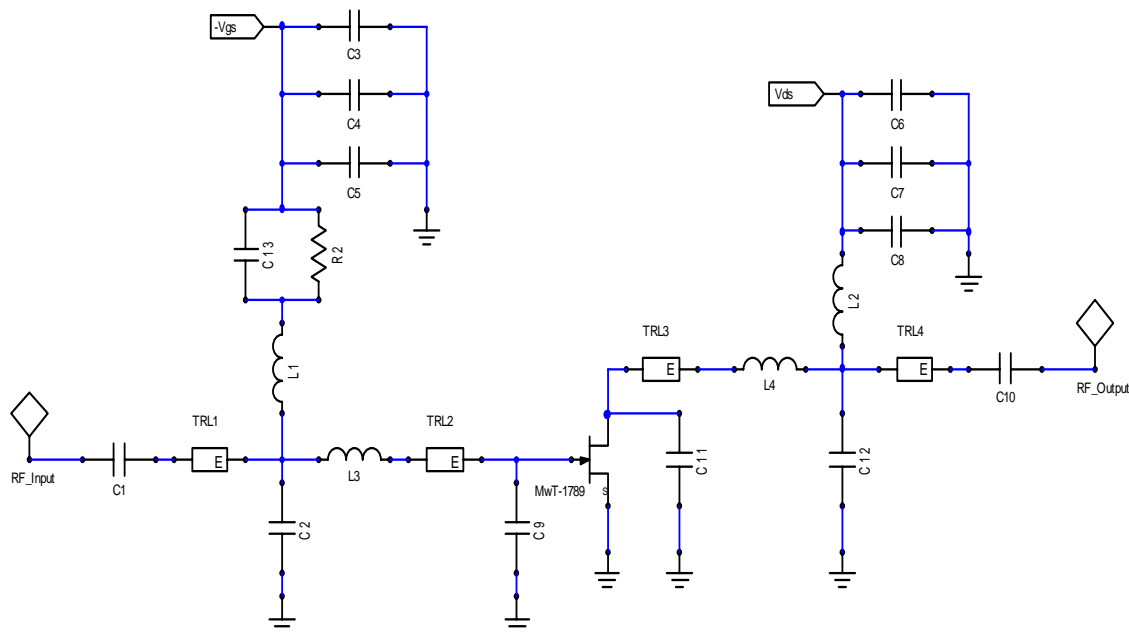 -Vgs
C3
C4
C5
C13
R2
L1
Vds
C6
C7
C8
L2
TRL3
E
L4
TRL4
E
C10
RF_Output
RF_Input
C1
TRL1
E
L3
TRL2
E
MwT-1789
S
C11
C12
C2
C9